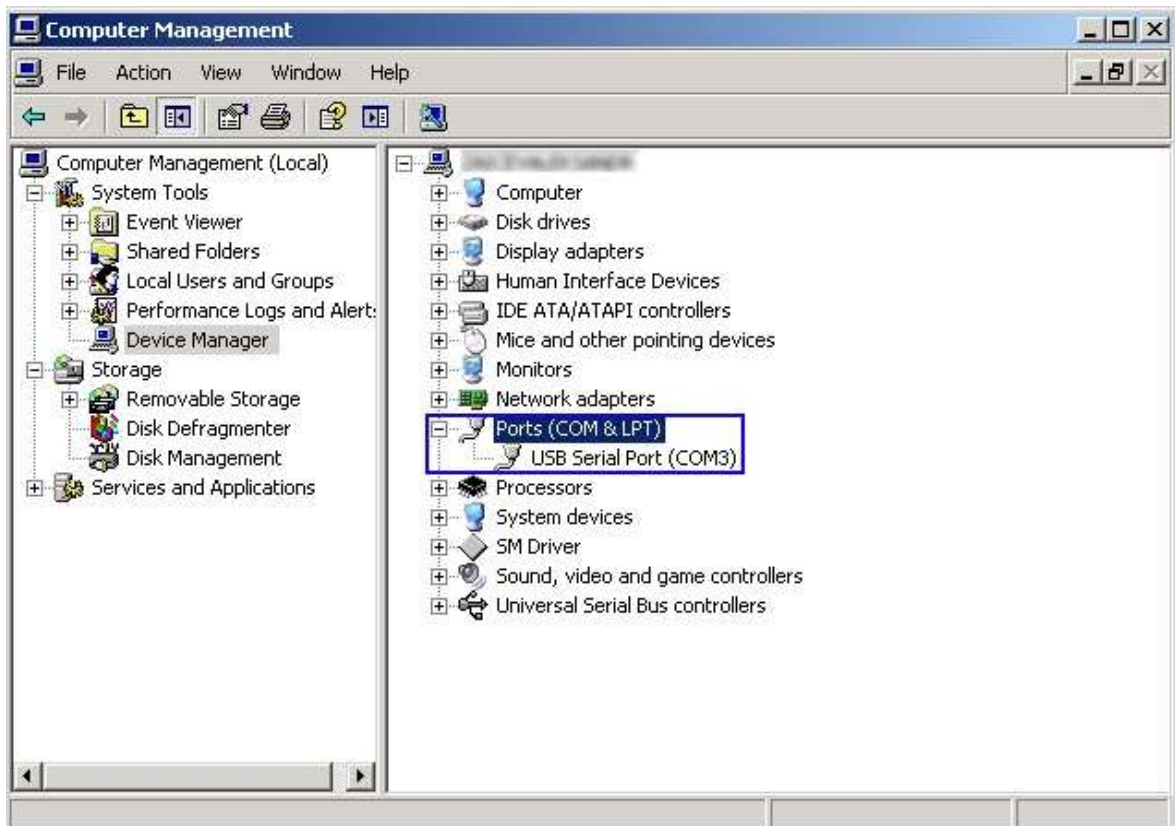 Computer Management
File Action View Window Help
Computer Management (Local)
System Tools
Event Viewer
Shared Folders
Local Users and Groups
Performance Logs and Alert
Device Manager
Storage
Removable Storage
Disk Defragmenter
Disk Management
Services and Applications
Computer
Disk drives
Display adapters
Human Interface Devices
IDE ATA/ATAPI controllers
Mice and other pointing devices
Monitors
Network adapters
Ports (COM & LPT)
USB Serial Port (COM3)
Processors
System devices
SM Driver
Sound, video and game controllers
Universal Serial Bus controllers